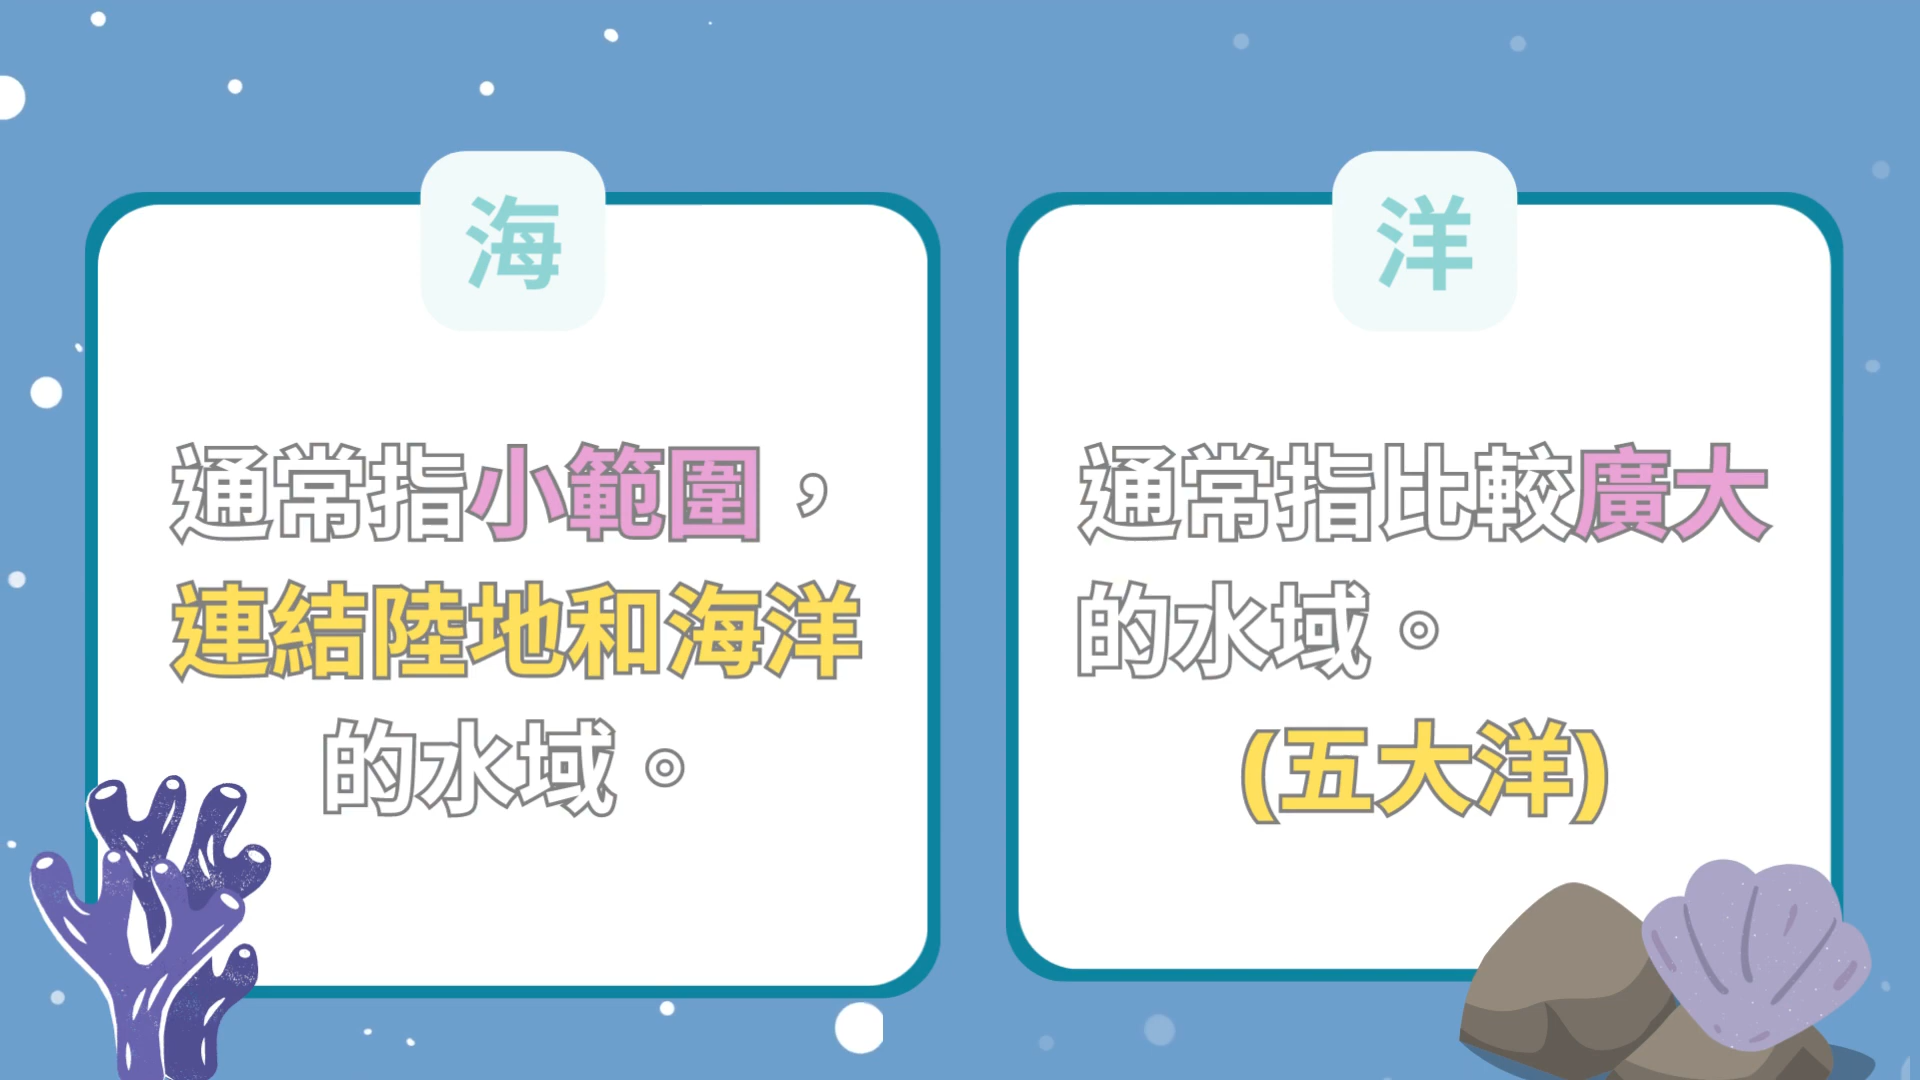 海
通常指小範圍，
連結陸地和海洋
的水域。
洋
通常指比較廣大
的水域。
(五大洋)